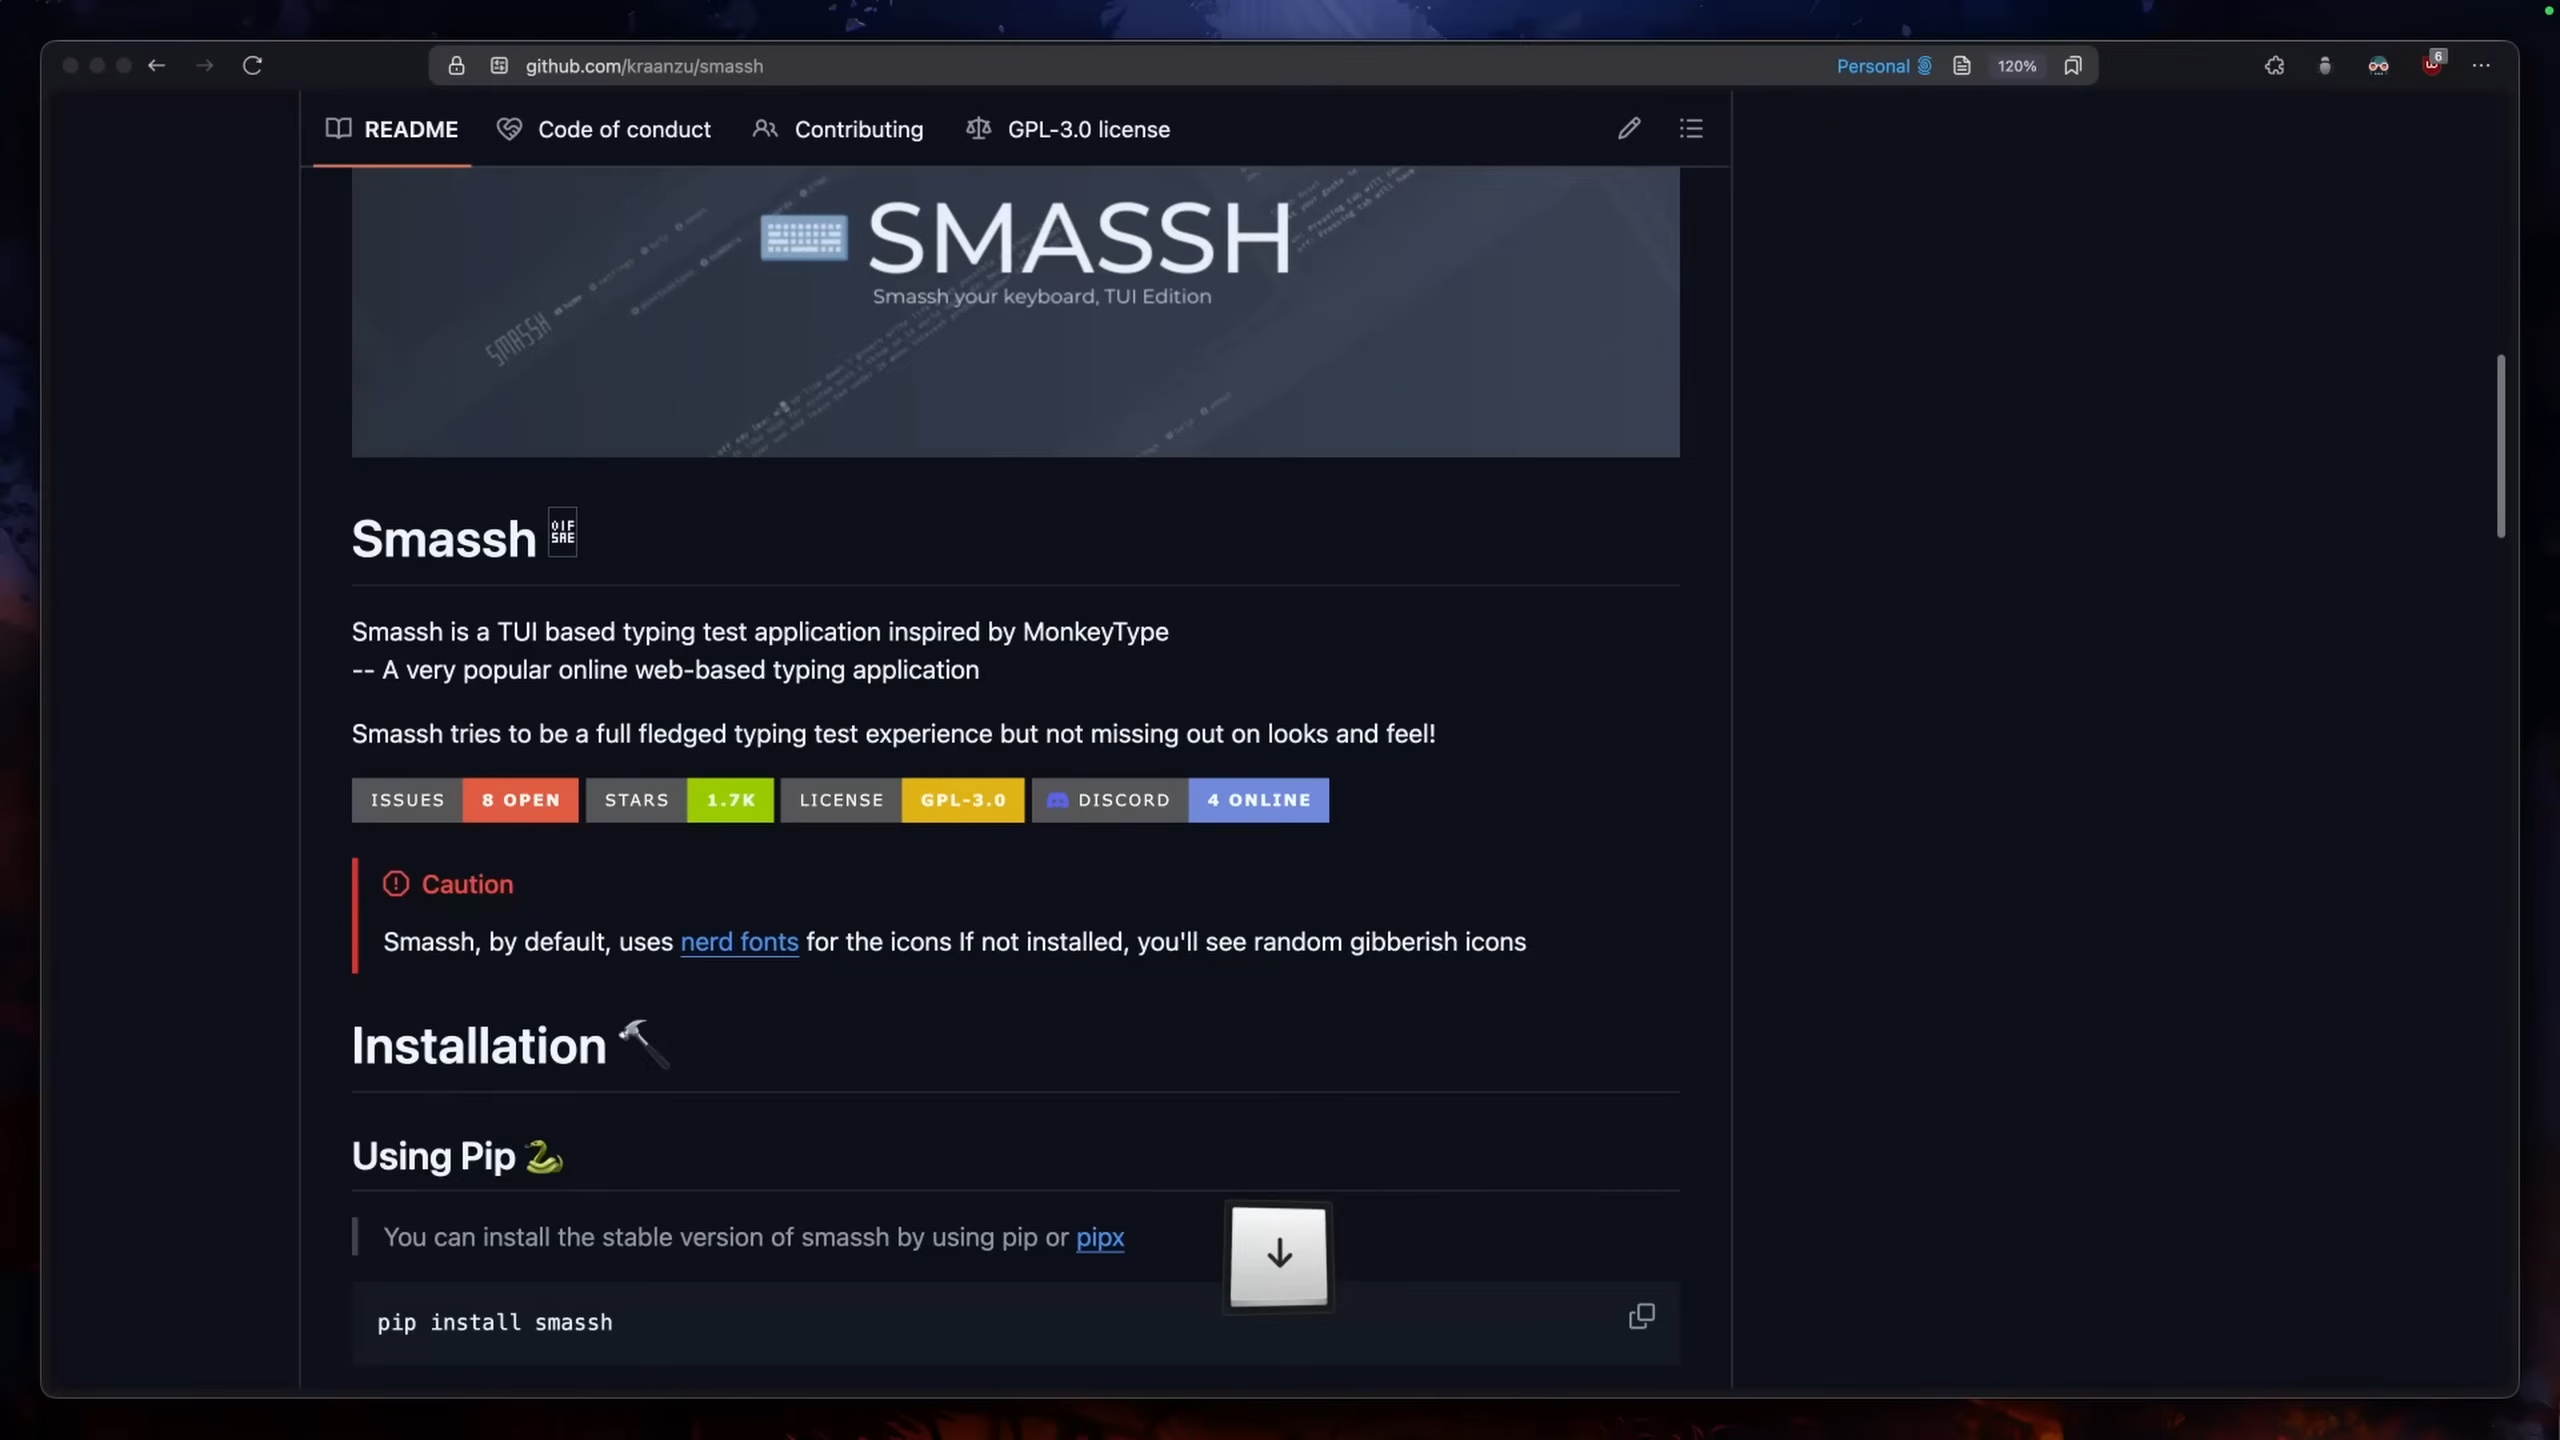 github.com/kraanzu/smassh
Personal
120%
6
README
Code of conduct
Contributing
GPL-3.0 license
SMASSH
Smassh your keyboard, TUI Edition
SMASSH
Smassh
Smassh is a TUI based typing test application inspired by MonkeyType
-- A very popular online web-based typing application
Smassh tries to be a full fledged typing test experience but not missing out on looks and feel!
ISSUES 8 OPEN STARS 1.7K LICENSE GPL-3.0 DISCORD 4 ONLINE
Caution
Smassh, by default, uses nerd fonts for the icons If not installed, you'll see random gibberish icons
Installation
Using Pip
You can install the stable version of smassh by using pip or pipx
pip install smassh